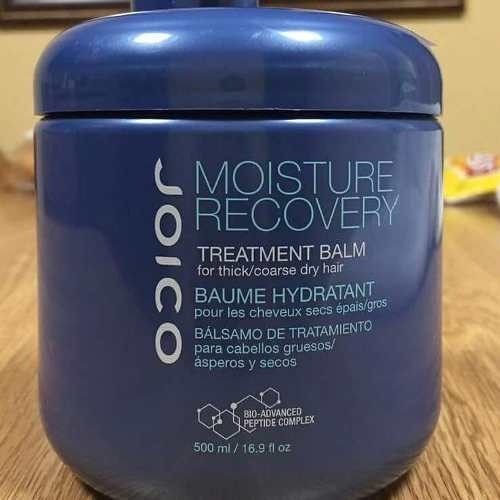 JOICO
MOISTURE
RECOVERY
TREATMENT BALM
for thick/coarse dry hair
BAUME HYDRATANT
pour les cheveux secs épais/gros
BÁLSAMO DE TRATAMIENTO
para cabellos gruesos/
ásperos y secos
BIO-ADVANCED
PEPTIDE COMPLEX
500 ml / 16.9 fl oz